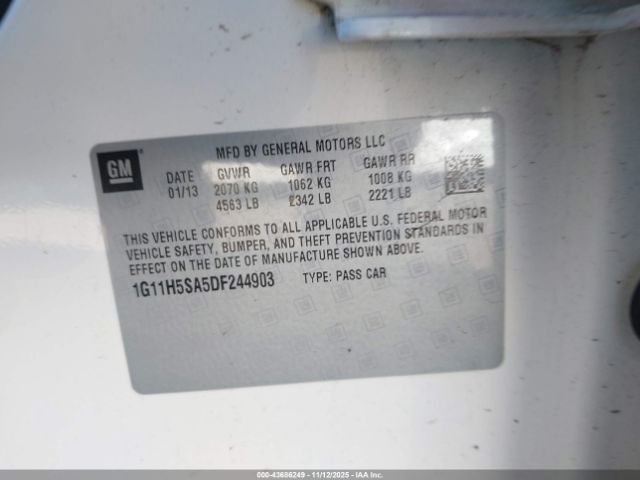 MFD BY GENERAL MOTORS LLC
GM
DATE GVWR GAWR FRT GAWR RR
01/13 2070 KG 1062 KG 1008 KG
4563 LB 2342 LB 2221 LB
THIS VEHICLE CONFORMS TO ALL APPLICABLE U.S. FEDERAL MOTOR
VEHICLE SAFETY, BUMPER, AND THEFT PREVENTION STANDARDS IN
EFFECT ON THE DATE OF MANUFACTURE SHOWN ABOVE.
1G11H5SA5DF244903 TYPE: PASS CAR
000-43686249 - 11/12/2025 - IAA, Inc.